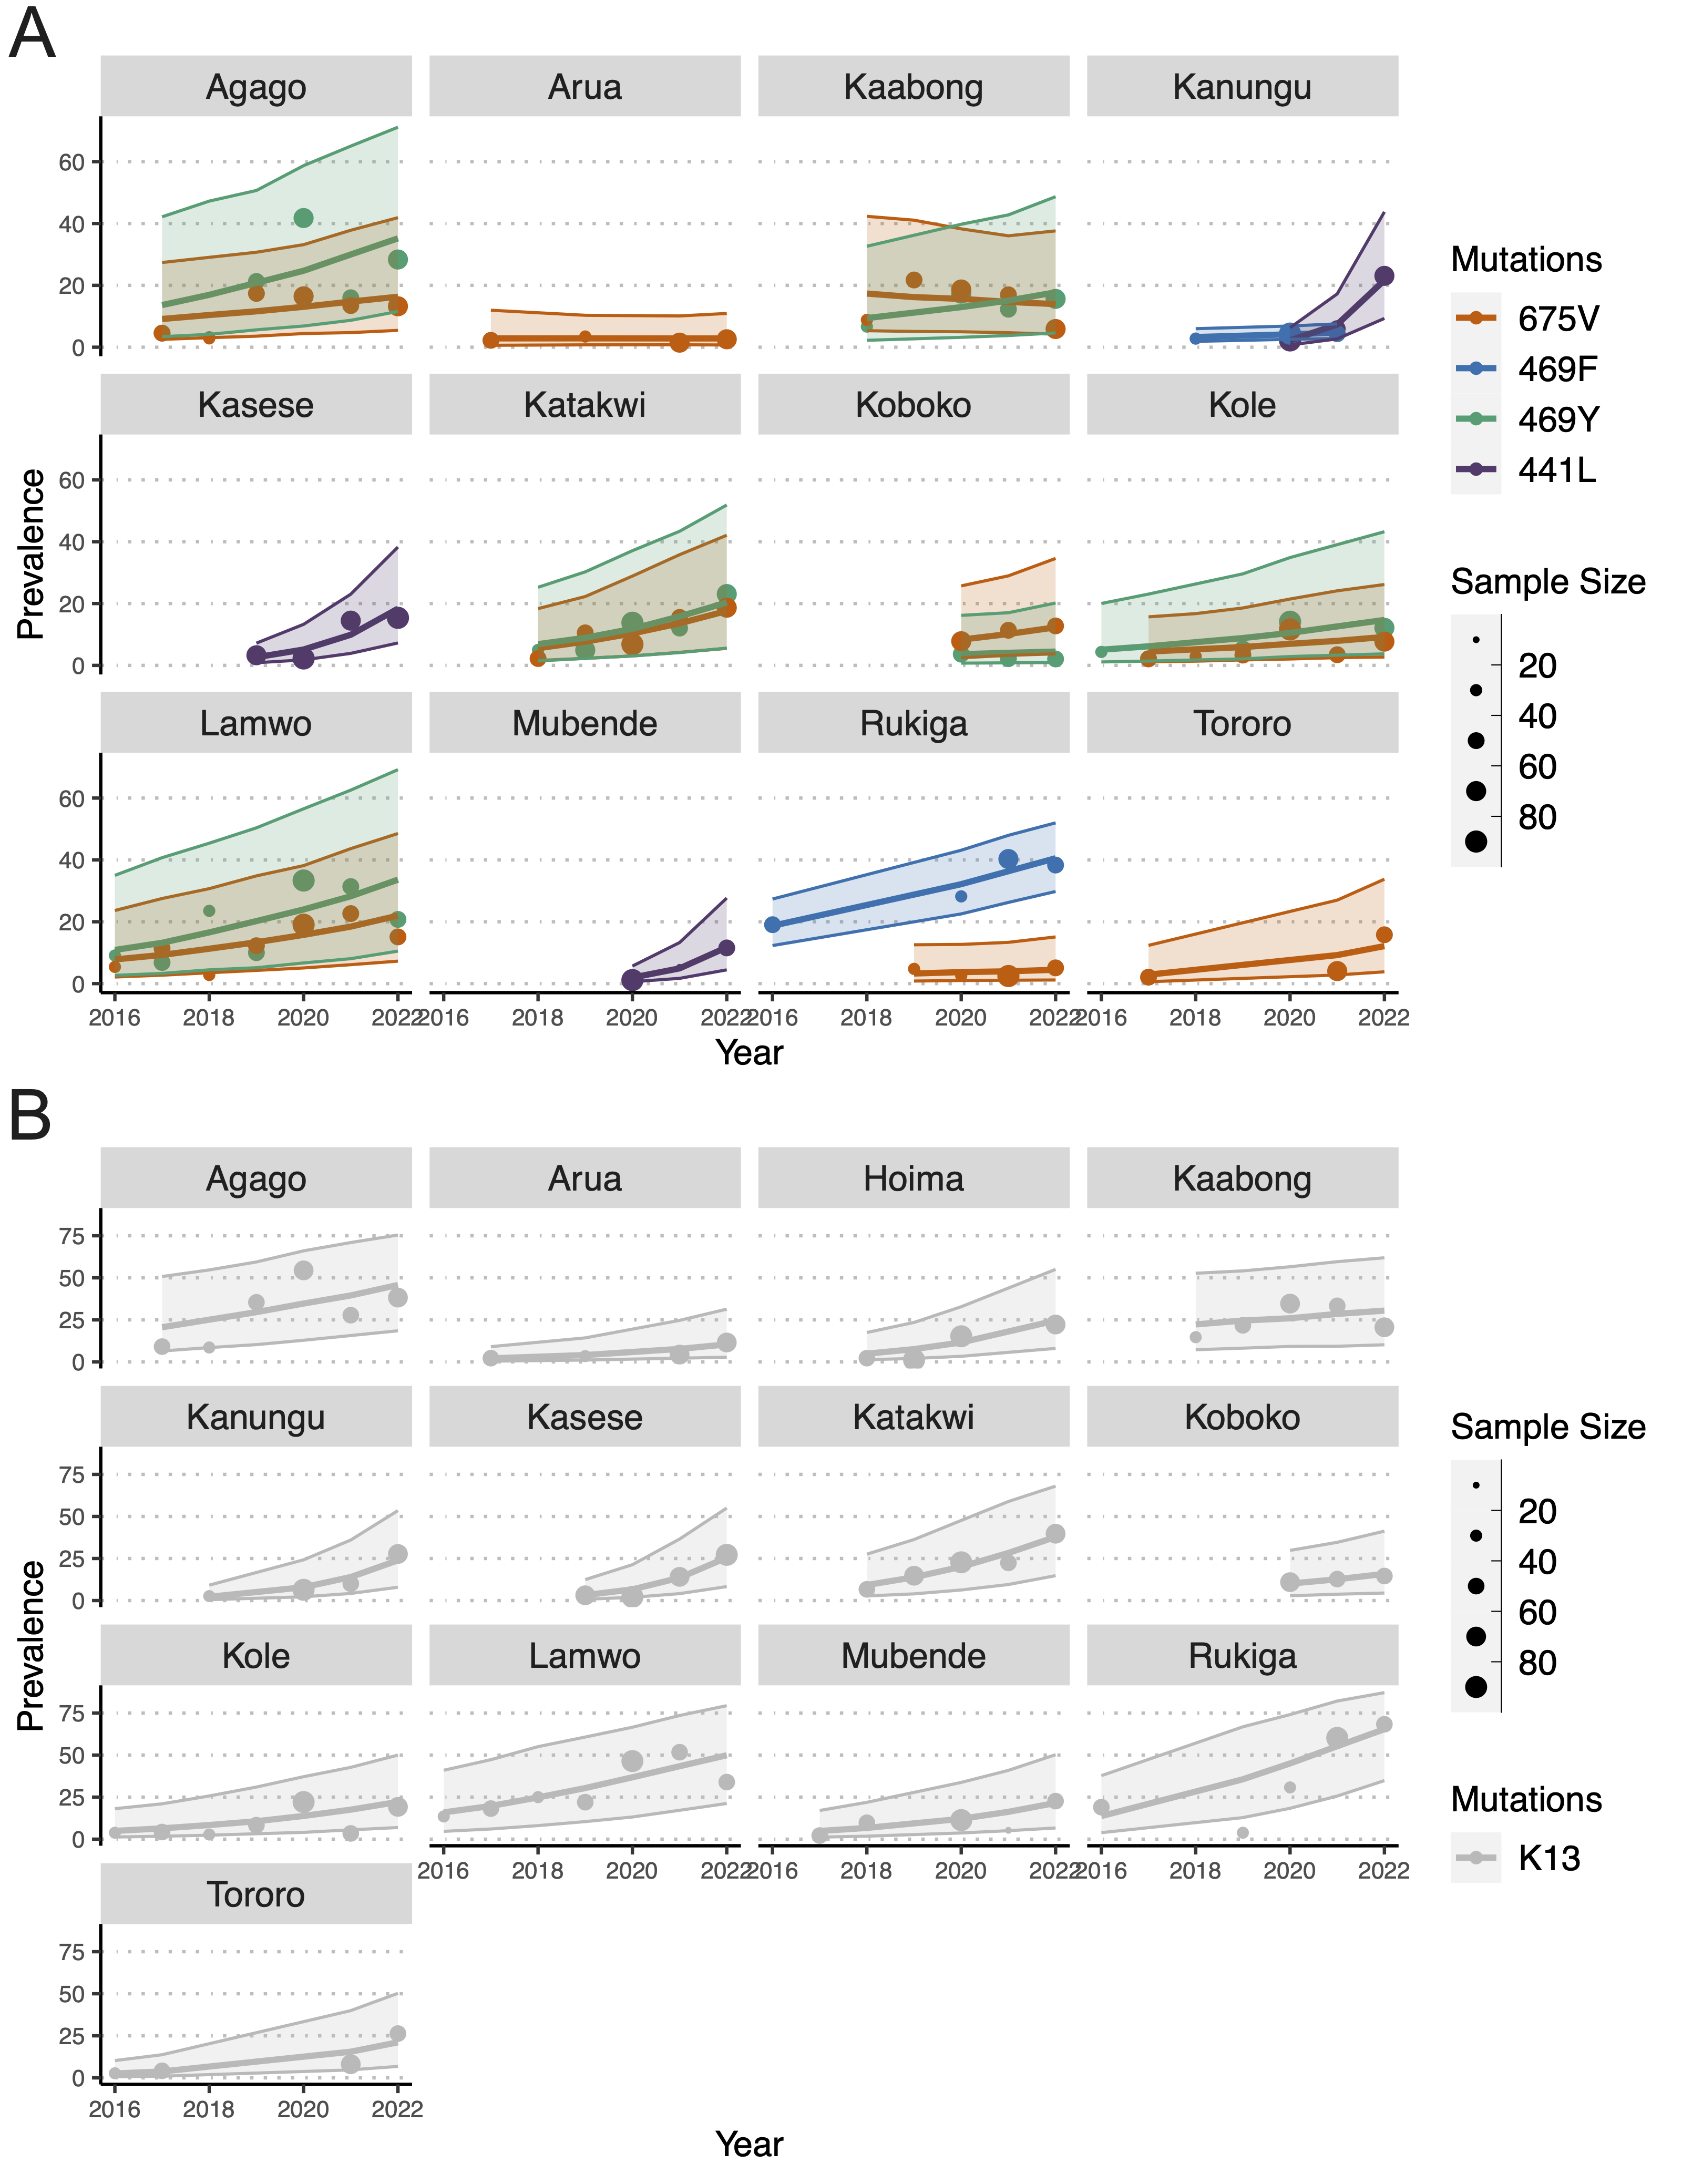 A
Agago Arua Kaabong Kanungu
60
40
20
0
Kasese Katakwi Koboko Kole
60
40
20
0
Lamwo Mubende Rukiga Tororo
60
40
20
0
2016 2018 2020 2022 2016 2018 2020 2022 2016 2018 2020 2022 2016 2018 2020 2022
Prevalence
Year
Mutations
675V
469F
469Y
441L
Sample Size
20
40
60
80
B
Agago Arua Hoima Kaabong
75
50
25
0
Kanungu Kasese Katakwi Koboko
75
50
25
0
Kole Lamwo Mubende Rukiga
75
50
25
0
2016 2018 2020 2022 2016 2018 2020 2022 2016 2018 2020 2022
Tororo
75
50
25
0
2016 2018 2020 2022
Prevalence
Year
Sample Size
20
40
60
80
Mutations
K13